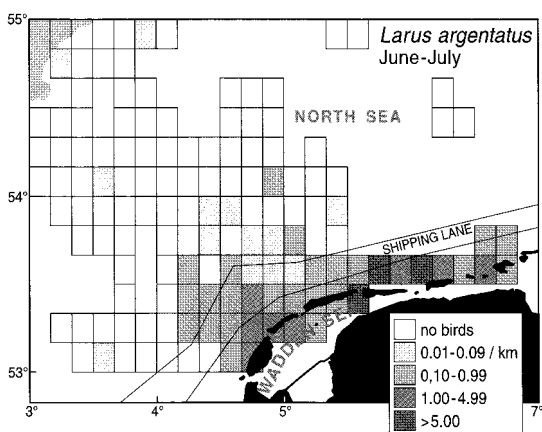 55°
Larus argentatus
June-July
NORTH SEA
54°
SHIPPING LANE
WADDEN SEA
no birds
0.01-0.09 / km
0,10-0.99
1.00-4.99
>5.00
53°
3°
4°
5°
7°